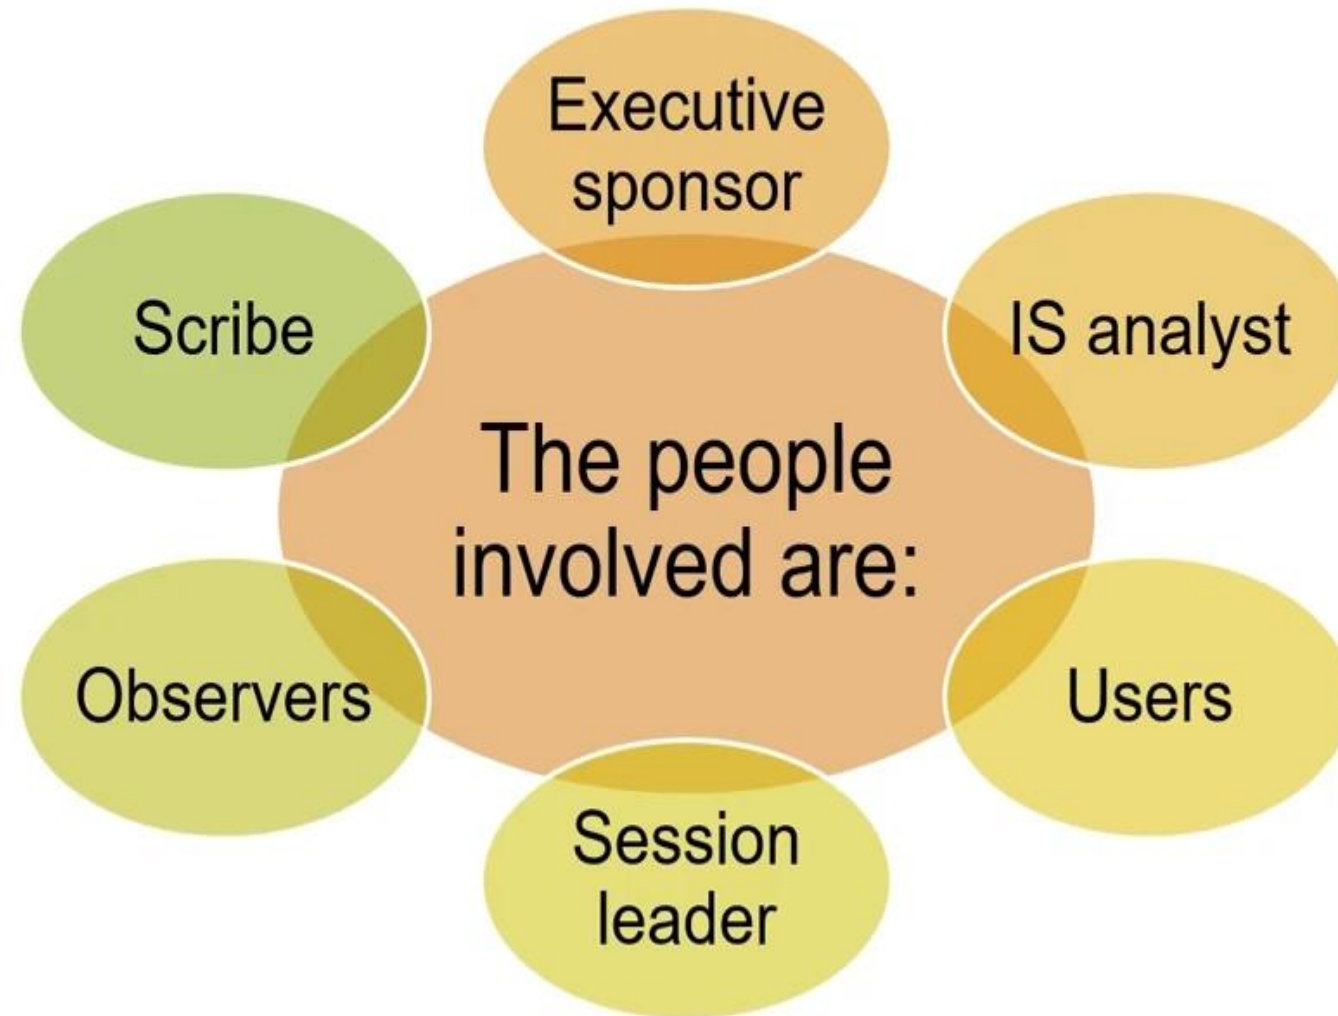 Executive
sponsor
IS analyst
Users
Session
leader
Observers
Scribe
The people
involved are: